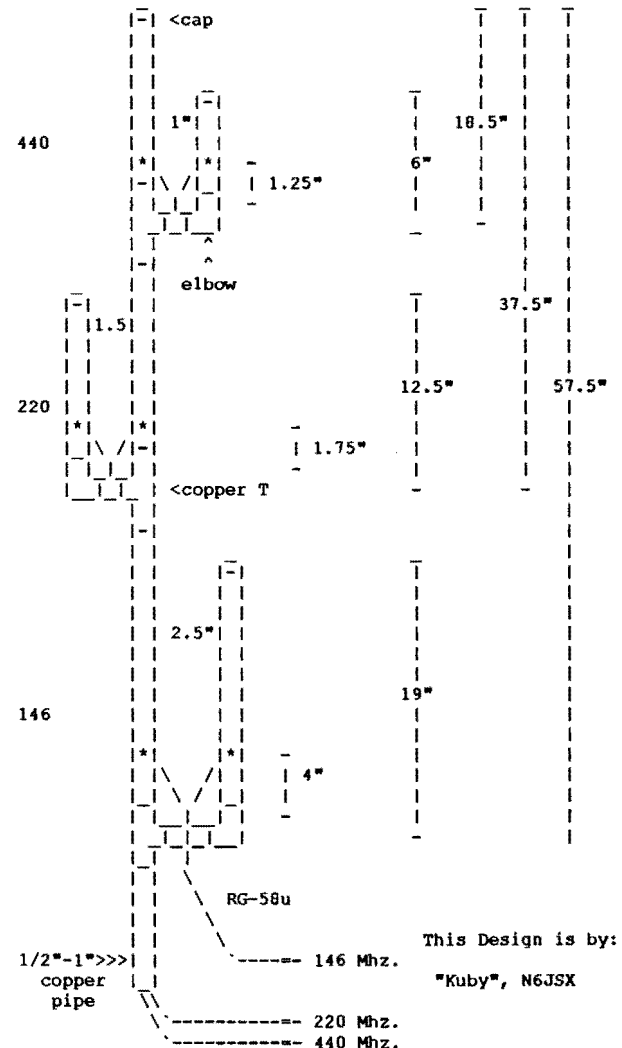 <cap
1"
18.5"
440
6"
1.25"
elbow
37.5"
1.5
12.5"
57.5"
220
1.75"
<copper T
2.5"
19"
146
4"
RG-58u
This Design is by:
1/2"-1">>>
146 Mhz.
copper
"Kuby", N6JSX
pipe
220 Mhz.
440 Mhz.